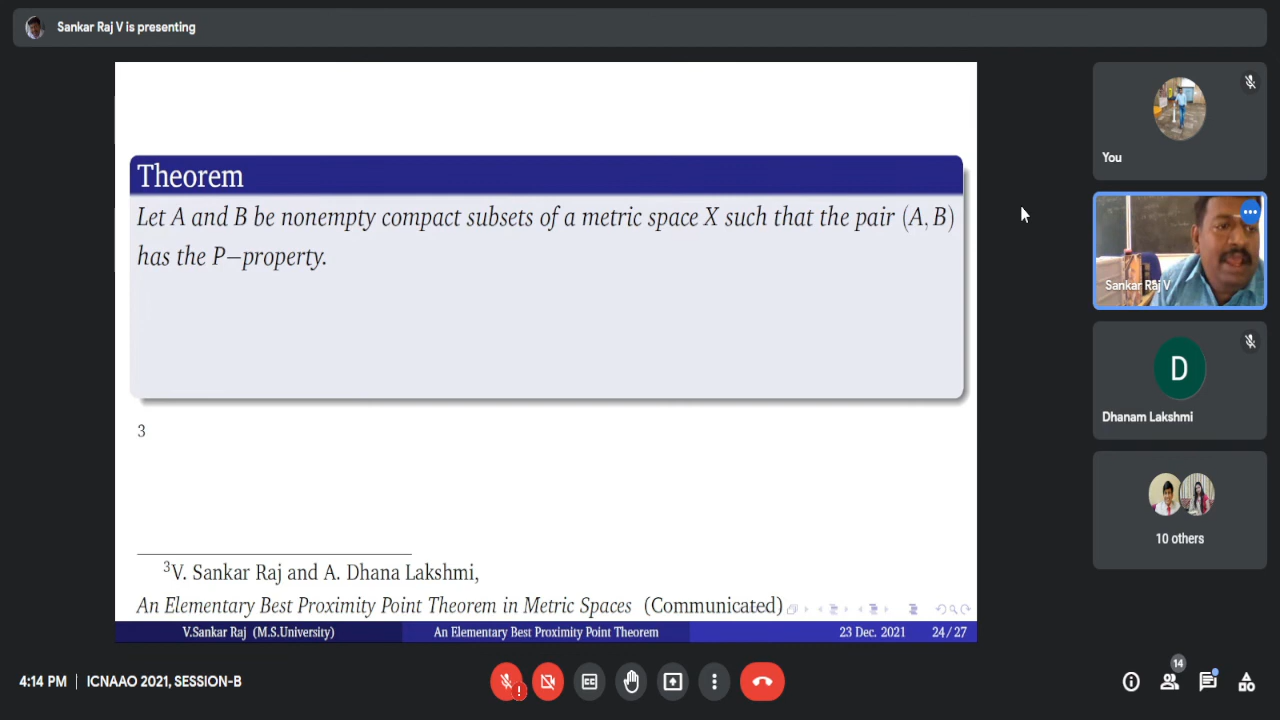 Sankar Raj V is presenting
Theorem
Let A and B be nonempty compact subsets of a metric space X such that the pair (A, B)
has the P−property.
3
³V. Sankar Raj and A. Dhana Lakshmi,
An Elementary Best Proximity Point Theorem in Metric Spaces (Communicated)
V.Sankar Raj (M.S.University) An Elementary Best Proximity Point Theorem 23 Dec. 2021 24 / 27
You
Sankar Raj V
D
Dhanam Lakshmi
10 others
4:14 PM | ICNAAO 2021, SESSION-B
14